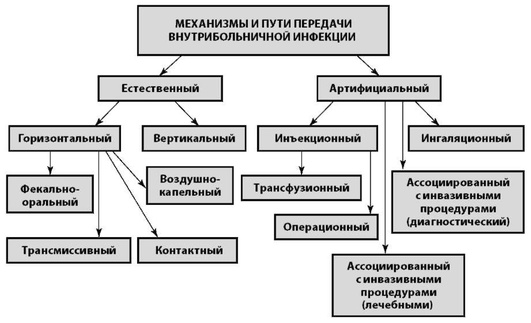 МЕХАНИЗМЫ И ПУТИ ПЕРЕДАЧИ
ВНУТРИБОЛЬНИЧНОЙ ИНФЕКЦИИ
Естественный
Артифициальный
Горизонтальный
Вертикальный
Инъекционный
Ингаляционный
Фекально-
оральный
Воздушно-
капельный
Трансмиссивный
Контактный
Трансфузионный
Операционный
Ассоциированный
с инвазивными
процедурами
(диагностический)
Ассоциированный
с инвазивными
процедурами
(лечебными)